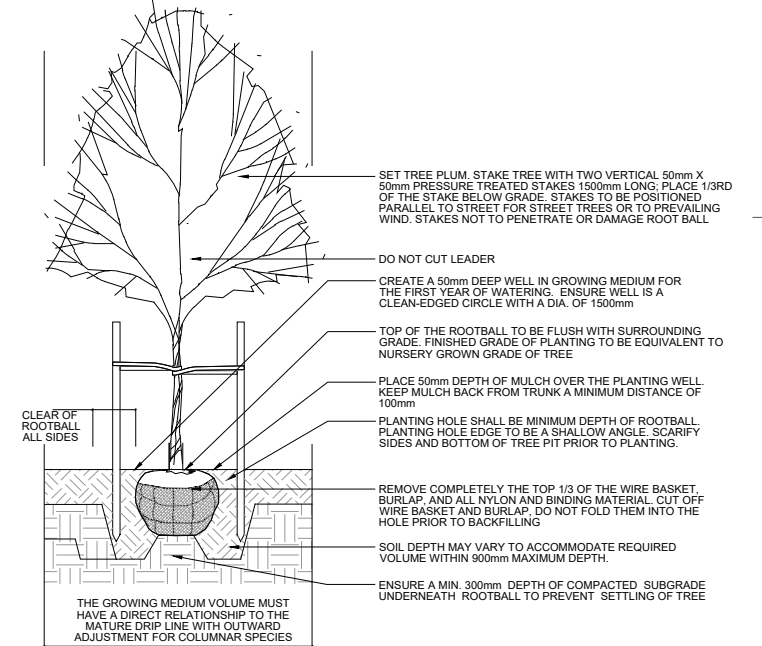 SET TREE PLUM. STAKE TREE WITH TWO VERTICAL 50mm X
50mm PRESSURE TREATED STAKES 1500mm LONG; PLACE 1/3RD
OF THE STAKE BELOW GRADE. STAKES TO BE POSITIONED
PARALLEL TO STREET FOR STREET TREES OR TO PREVAILING
WIND. STAKES NOT TO PENETRATE OR DAMAGE ROOT BALL
DO NOT CUT LEADER
CREATE A 50mm DEEP WELL IN GROWING MEDIUM FOR
THE FIRST YEAR OF WATERING. ENSURE WELL IS A
CLEAN-EDGED CIRCLE WITH A DIA. OF 1500mm
TOP OF THE ROOTBALL TO BE FLUSH WITH SURROUNDING
GRADE. FINISHED GRADE OF PLANTING TO BE EQUIVALENT TO
NURSERY GROWN GRADE OF TREE
PLACE 50mm DEPTH OF MULCH OVER THE PLANTING WELL.
KEEP MULCH BACK FROM TRUNK A MINIMUM DISTANCE OF
100mm
CLEAR OF
ROOTBALL
ALL SIDES
PLANTING HOLE SHALL BE MINIMUM DEPTH OF ROOTBALL.
PLANTING HOLE EDGE TO BE A SHALLOW ANGLE. SCARIFY
SIDES AND BOTTOM OF TREE PIT PRIOR TO PLANTING.
REMOVE COMPLETELY THE TOP 1/3 OF THE WIRE BASKET,
BURLAP, AND ALL NYLON AND BINDING MATERIAL. CUT OFF
WIRE BASKET AND BURLAP, DO NOT FOLD THEM INTO THE
HOLE PRIOR TO BACKFILLING
SOIL DEPTH MAY VARY TO ACCOMMODATE REQUIRED
VOLUME WITHIN 900mm MAXIMUM DEPTH.
ENSURE A MIN. 300mm DEPTH OF COMPACTED SUBGRADE
UNDERNEATH ROOTBALL TO PREVENT SETTLING OF TREE
THE GROWING MEDIUM VOLUME MUST
HAVE A DIRECT RELATIONSHIP TO THE
MATURE DRIP LINE WITH OUTWARD
ADJUSTMENT FOR COLUMNAR SPECIES